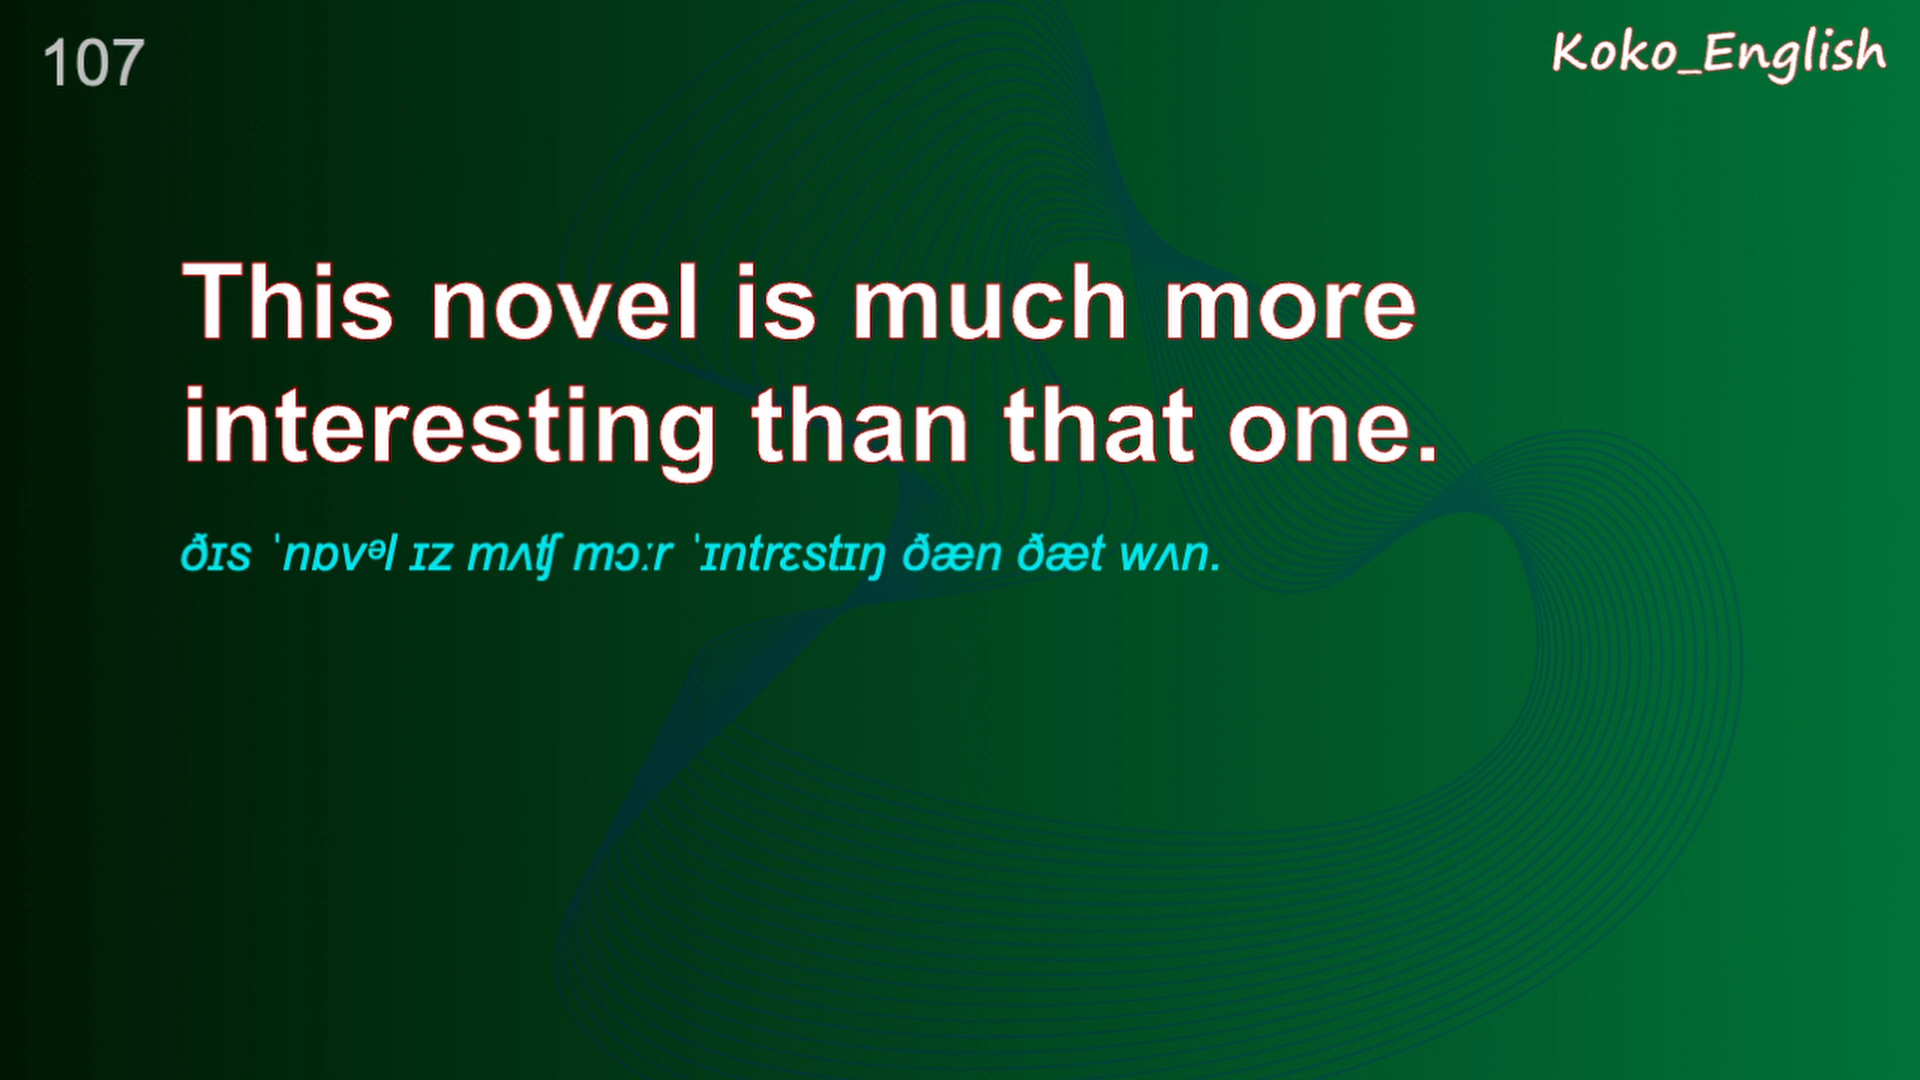 107
Koko_English
This novel is much more
interesting than that one.
ðɪs ˈnɒvᵊl ɪz mʌʧ mɔːr ˈɪntrɛstɪŋ ðæn ðæt wʌn.